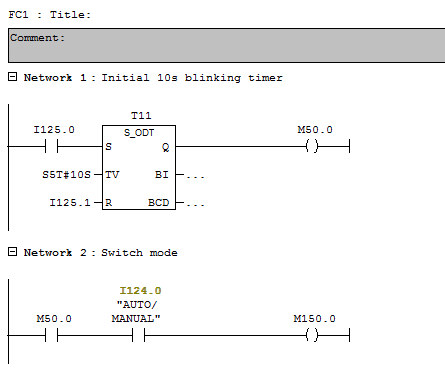 FC1 : Title:
Comment:
Network 1 : Initial 10s blinking timer
T11
I125.0 S_ODT M50.0
S Q
S5T#10S TV BI ...
I125.1 R BCD ...
Network 2 : Switch mode
I124.0
"AUTO/
M50.0 MANUAL" M150.0